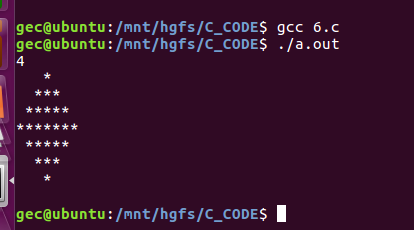 gec@ubuntu:/mnt/hgfs/C_CODE$ gcc 6.c
gec@ubuntu:/mnt/hgfs/C_CODE$ ./a.out
4
   *
  ***
 *****
*******
 *****
  ***
   *
gec@ubuntu:/mnt/hgfs/C_CODE$